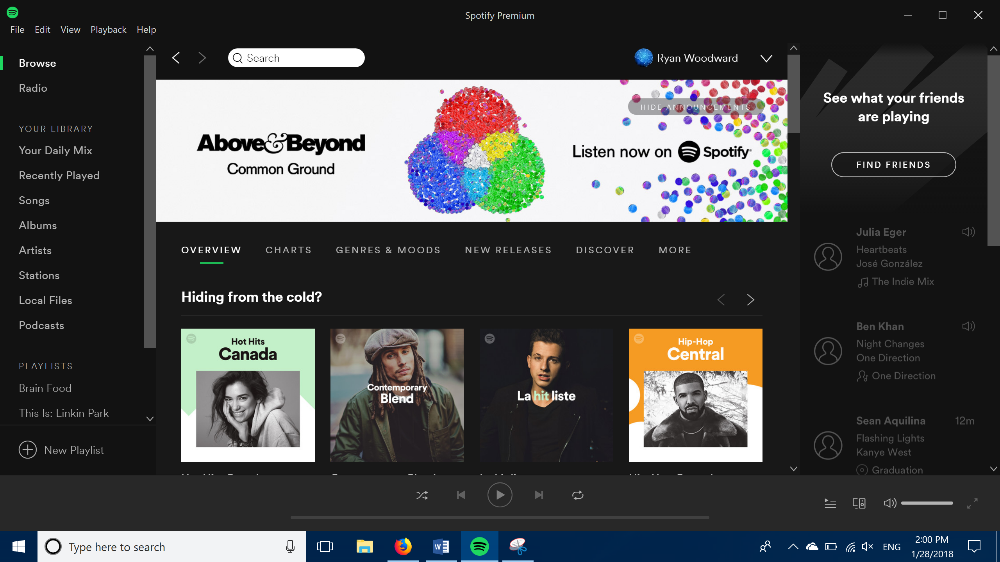 Spotify Premium
File Edit View Playback Help
Browse
Radio
YOUR LIBRARY
Your Daily Mix
Recently Played
Songs
Albums
Artists
Stations
Local Files
Podcasts
PLAYLISTS
Brain Food
This Is: Linkin Park
New Playlist
Search
Ryan Woodward
HIDE ANNOUNCEMENTS
Above&Beyond
Common Ground
Listen now on Spotify
OVERVIEW CHARTS GENRES & MOODS NEW RELEASES DISCOVER MORE
Hiding from the cold?
Hot Hits
Canada
Contemporary
Blend
La hit liste
Hip-Hop
Central
See what your friends
are playing
FIND FRIENDS
Julia Eger
Heartbeats
José González
The Indie Mix
Ben Khan
Night Changes
One Direction
One Direction
Sean Aquilina 12m
Flashing Lights
Kanye West
Graduation
Type here to search
W
ENG
2:00 PM
1/28/2018